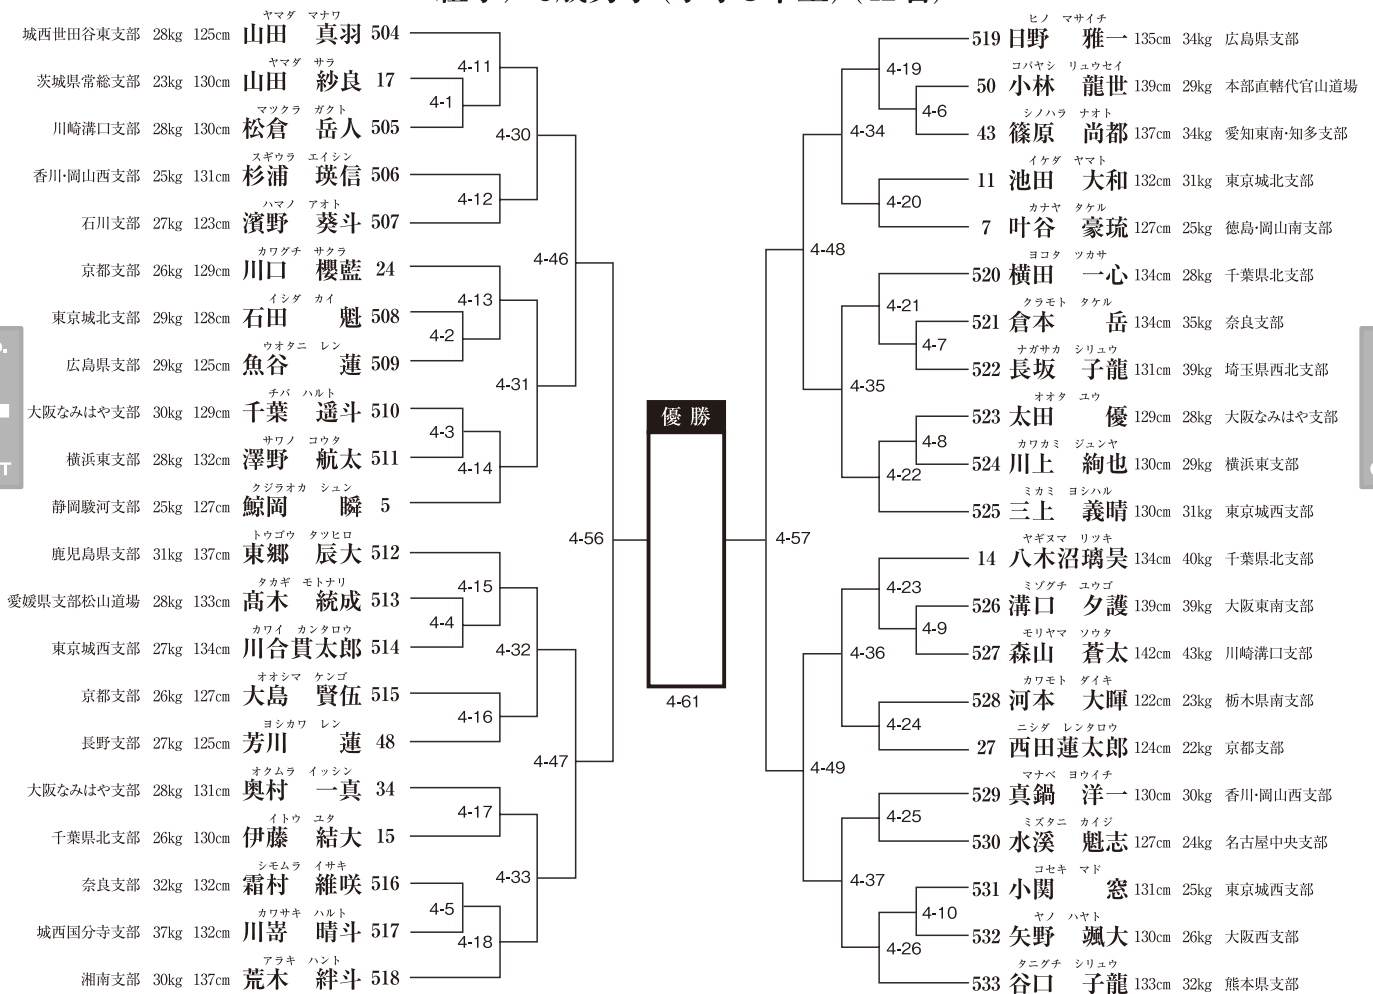 城西世田谷東支部 28kg 125cm ヤマダ マナワ 山田 真羽 504
茨城県常総支部 23kg 130cm ヤマダ サラ 山田 紗良 17
川崎溝口支部 28kg 130cm マツクラ ガクト 松倉 岳人 505
香川・岡山西支部 25kg 131cm スギウラ エイシン 杉浦 瑛信 506
石川支部 27kg 123cm ハマノ アオト 濱野 葵斗 507
京都支部 26kg 129cm カワグチ サクラ 川口 櫻藍 24
東京城北支部 29kg 128cm イシダ カイ 石田 魁 508
広島県支部 29kg 125cm ウオタニ レン 魚谷 蓮 509
大阪なみはや支部 30kg 129cm チバ ハルト 千葉 遥斗 510
横浜東支部 28kg 132cm サワノ コウタ 澤野 航太 511
静岡駿河支部 25kg 127cm クジラオカ シュン 鯨岡 瞬 5
鹿児島県支部 31kg 137cm トウゴウ タツヒロ 東郷 辰大 512
愛媛県支部松山道場 28kg 133cm タカギ モトナリ 髙木 統成 513
東京城西支部 27kg 134cm カワイ カンタロウ 川合貫太郎 514
京都支部 26kg 127cm オオシマ ケンゴ 大島 賢伍 515
長野支部 27kg 125cm ヨシカワ レン 芳川 蓮 48
大阪なみはや支部 28kg 131cm オクムラ イッシン 奥村 一真 34
千葉県北支部 26kg 130cm イトウ ユタ 伊藤 結大 15
奈良支部 32kg 132cm シモムラ イサキ 霜村 維咲 516
城西国分寺支部 37kg 132cm カワサキ ハルト 川嵜 晴斗 517
湘南支部 30kg 137cm アラキ ハント 荒木 絆斗 518
4-11
4-1
4-30
4-12
4-46
4-13
4-2
4-31
4-3
4-14
4-56
4-15
4-4
4-32
4-16
4-47
4-17
4-33
4-5
4-18
優勝
4-61
4-19
4-6
4-34
4-20
4-48
4-21
4-7
4-35
4-8
4-22
4-57
4-23
4-9
4-36
4-24
4-49
4-25
4-37
4-10
4-26
519 ヒノ マサイチ 日野 雅一 135cm 34kg 広島県支部
50 コバヤシ リュウセイ 小林 龍世 139cm 29kg 本部直轄代官山道場
43 シノハラ ナオト 篠原 尚都 137cm 34kg 愛知東南・知多支部
11 イケダ ヤマト 池田 大和 132cm 31kg 東京城北支部
7 カナヤ タケル 叶谷 豪琉 127cm 25kg 徳島・岡山南支部
520 ヨコタ ツカサ 横田 一心 134cm 28kg 千葉県北支部
521 クラモト タケル 倉本 岳 134cm 35kg 奈良支部
522 ナガサカ シリュウ 長坂 子龍 131cm 39kg 埼玉県西北支部
523 オオタ ユウ 太田 優 129cm 28kg 大阪なみはや支部
524 カワカミ ジュンヤ 川上 絢也 130cm 29kg 横浜東支部
525 ミカミ ヨシハル 三上 義晴 130cm 31kg 東京城西支部
14 ヤギヌマ リツキ 八木沼璃昊 134cm 40kg 千葉県北支部
526 ミゾグチ ユウゴ 溝口 夕護 139cm 39kg 大阪東南支部
527 モリヤマ ソウタ 森山 蒼太 142cm 43kg 川崎溝口支部
528 カワモト ダイキ 河本 大暉 122cm 23kg 栃木県南支部
27 ニシダ レンタロウ 西田蓮太郎 124cm 22kg 京都支部
529 マナベ ヨウイチ 真鍋 洋一 130cm 30kg 香川・岡山西支部
530 ミズタニ カイジ 水溪 魁志 127cm 24kg 名古屋中央支部
531 コセキ マド 小関 窓 131cm 25kg 東京城西支部
532 ヤノ ハヤト 矢野 颯大 130cm 26kg 大阪西支部
533 タニグチ シリュウ 谷口 子龍 133cm 32kg 熊本県支部